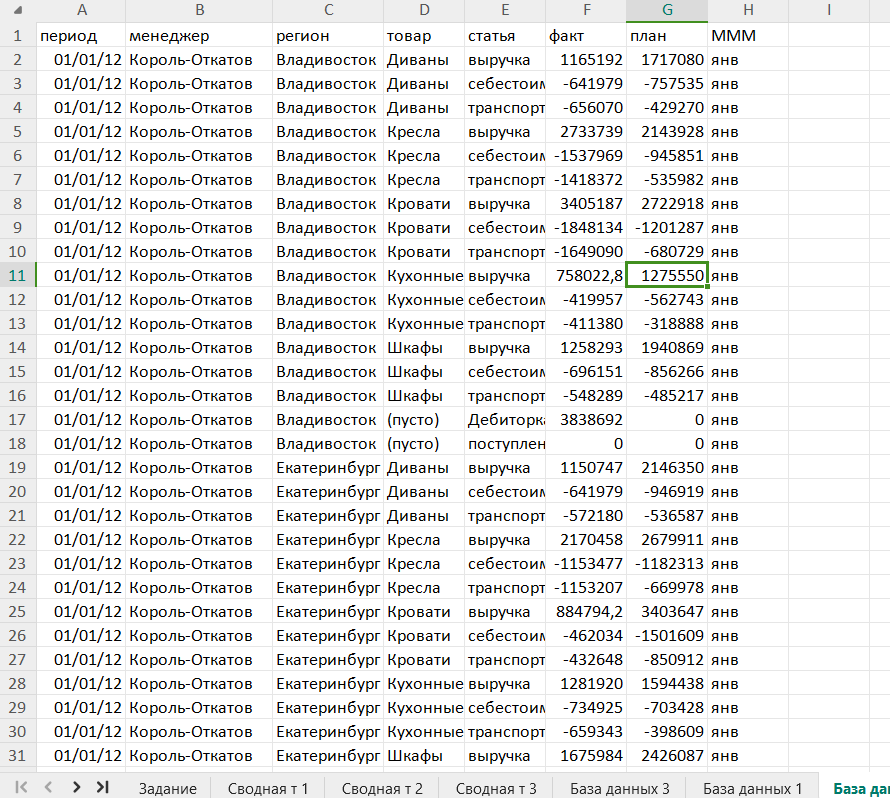 A B C D E F G H I
1 период менеджер регион товар статья факт план МММ
2 01/01/12 Король-Откатов Владивосток Диваны выручка 1165192 1717080 янв
3 01/01/12 Король-Откатов Владивосток Диваны себестоим -641979 -757535 янв
4 01/01/12 Король-Откатов Владивосток Диваны транспорт -656070 -429270 янв
5 01/01/12 Король-Откатов Владивосток Кресла выручка 2733739 2143928 янв
6 01/01/12 Король-Откатов Владивосток Кресла себестоим -1537969 -945851 янв
7 01/01/12 Король-Откатов Владивосток Кресла транспорт -1418372 -535982 янв
8 01/01/12 Король-Откатов Владивосток Кровати выручка 3405187 2722918 янв
9 01/01/12 Король-Откатов Владивосток Кровати себестоим -1848134 -1201287 янв
10 01/01/12 Король-Откатов Владивосток Кровати транспорт -1649090 -680729 янв
11 01/01/12 Король-Откатов Владивосток Кухонные выручка 758022,8 1275550 янв
12 01/01/12 Король-Откатов Владивосток Кухонные себестоим -419957 -562743 янв
13 01/01/12 Король-Откатов Владивосток Кухонные транспорт -411380 -318888 янв
14 01/01/12 Король-Откатов Владивосток Шкафы выручка 1258293 1940869 янв
15 01/01/12 Король-Откатов Владивосток Шкафы себестоим -696151 -856266 янв
16 01/01/12 Король-Откатов Владивосток Шкафы транспорт -548289 -485217 янв
17 01/01/12 Король-Откатов Владивосток (пусто) Дебиторка 3838692 0 янв
18 01/01/12 Король-Откатов Владивосток (пусто) поступлен 0 0 янв
19 01/01/12 Король-Откатов Екатеринбург Диваны выручка 1150747 2146350 янв
20 01/01/12 Король-Откатов Екатеринбург Диваны себестоим -641979 -946919 янв
21 01/01/12 Король-Откатов Екатеринбург Диваны транспорт -572180 -536587 янв
22 01/01/12 Король-Откатов Екатеринбург Кресла выручка 2170458 2679911 янв
23 01/01/12 Король-Откатов Екатеринбург Кресла себестоим -1153477 -1182313 янв
24 01/01/12 Король-Откатов Екатеринбург Кресла транспорт -1153207 -669978 янв
25 01/01/12 Король-Откатов Екатеринбург Кровати выручка 884794,2 3403647 янв
26 01/01/12 Король-Откатов Екатеринбург Кровати себестоим -462034 -1501609 янв
27 01/01/12 Король-Откатов Екатеринбург Кровати транспорт -432648 -850912 янв
28 01/01/12 Король-Откатов Екатеринбург Кухонные выручка 1281920 1594438 янв
29 01/01/12 Король-Откатов Екатеринбург Кухонные себестоим -734925 -703428 янв
30 01/01/12 Король-Откатов Екатеринбург Кухонные транспорт -659343 -398609 янв
31 01/01/12 Король-Откатов Екатеринбург Шкафы выручка 1675984 2426087 янв
Задание Сводная т 1 Сводная т 2 Сводная т 3 База данных 3 База данных 1 База дан